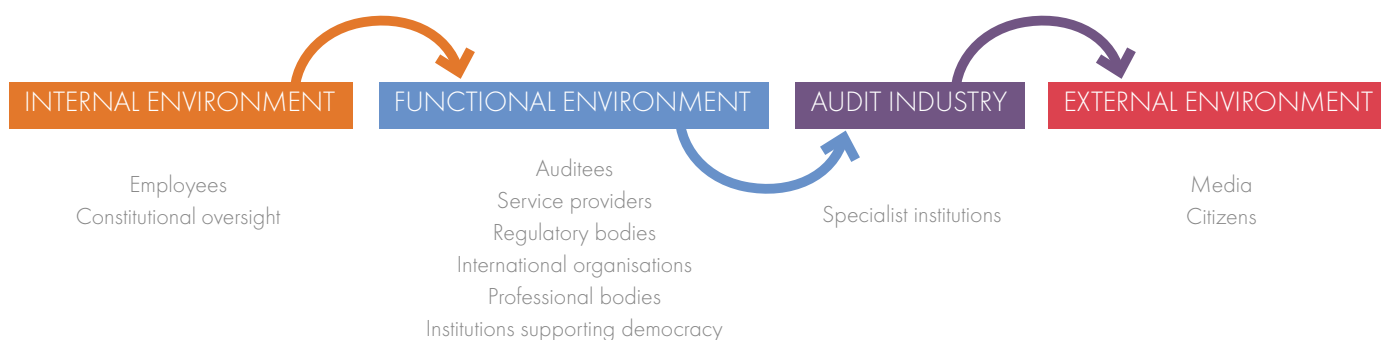 INTERNAL ENVIRONMENT
Employees
Constitutional oversight
FUNCTIONAL ENVIRONMENT
Auditees
Service providers
Regulatory bodies
International organisations
Professional bodies
Institutions supporting democracy
AUDIT INDUSTRY
Specialist institutions
EXTERNAL ENVIRONMENT
Media
Citizens